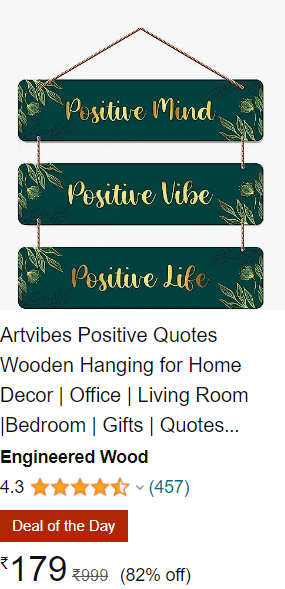 Positive Mind
Positive Vibe
Positive Life
Artvibes Positive Quotes
Wooden Hanging for Home
Decor | Office | Living Room
|Bedroom | Gifts | Quotes...
Engineered Wood
4.3 (457)
Deal of the Day
₹179 ₹999 (82% off)